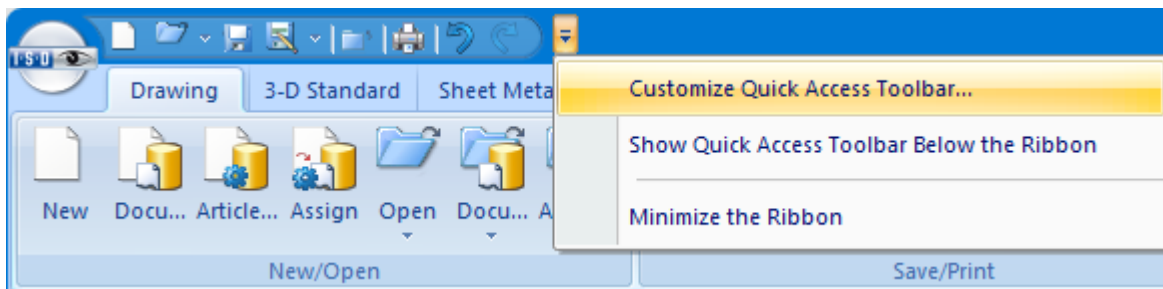 I·S·D
Drawing 3-D Standard Sheet Meta
Customize Quick Access Toolbar...
Show Quick Access Toolbar Below the Ribbon
Minimize the Ribbon
New Docu... Article... Assign Open Docu... A
New/Open Save/Print